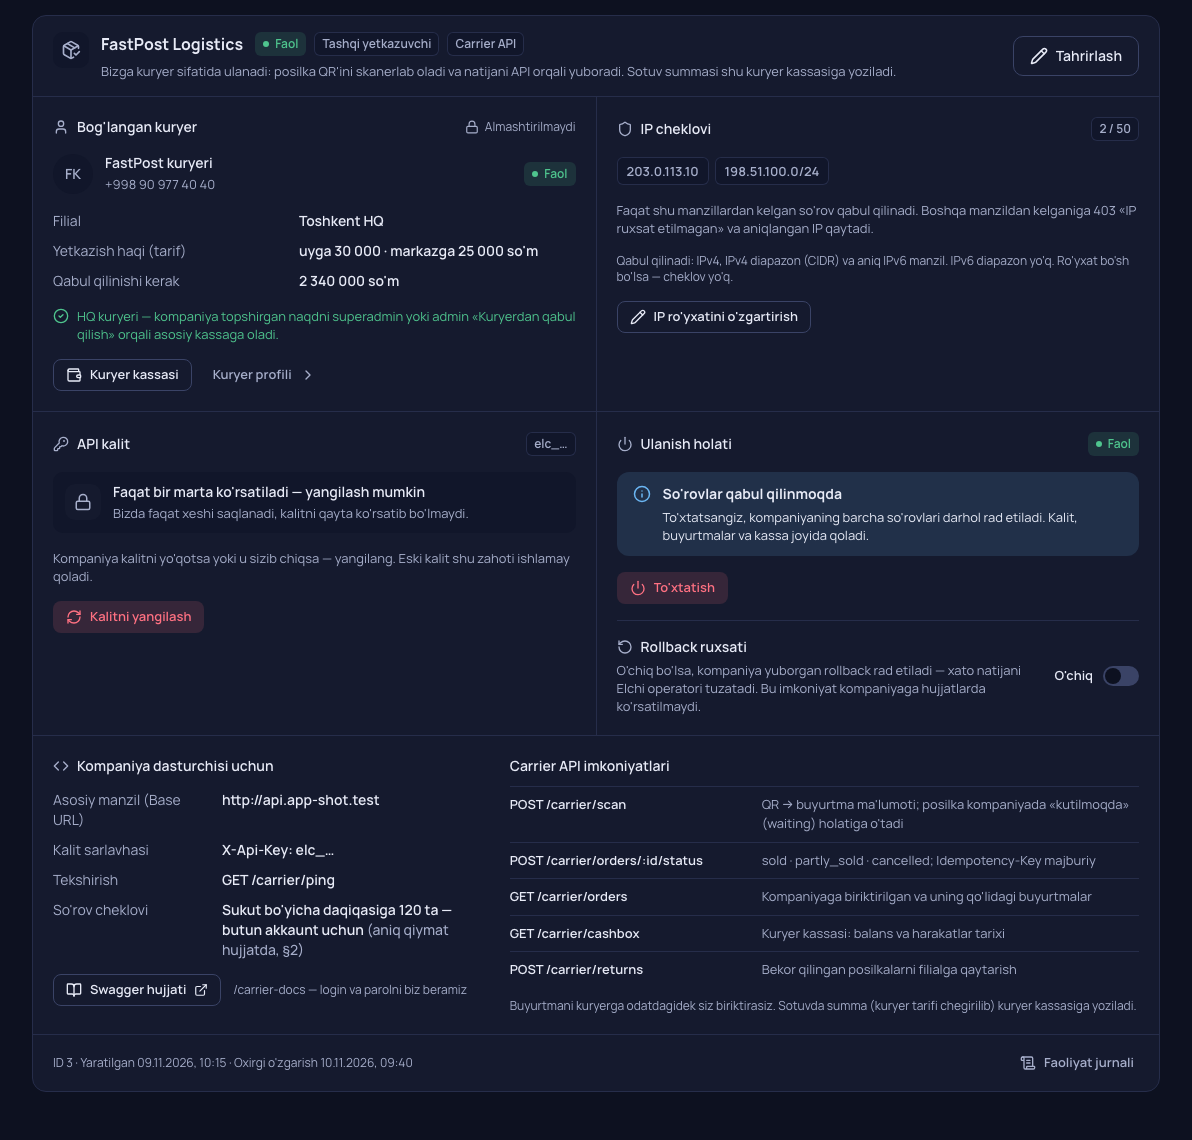 FastPost Logistics
Faol
Tashqi yetkazuvchi
Carrier API
Bizga kuryer sifatida ulanadi: posilka QR'ini skanerlab oladi va natijani API orqali yuboradi. Sotuv summasi shu kuryer kassasiga yoziladi.
Tahrirlash
Bog'langan kuryer
Almashtirilmaydi
FK
FastPost kuryeri
+998 90 977 40 40
Faol
Filial
Toshkent HQ
Yetkazish haqi (tarif)
uyga 30 000 · markazga 25 000 so'm
Qabul qilinishi kerak
2 340 000 so'm
HQ kuryeri — kompaniya topshirgan naqdni superadmin yoki admin «Kuryerdan qabul
qilish» orqali asosiy kassaga oladi.
Kuryer kassasi
Kuryer profili
IP cheklovi
2 / 50
203.0.113.10
198.51.100.0/24
Faqat shu manzillardan kelgan so'rov qabul qilinadi. Boshqa manzildan kelganiga 403 «IP
ruxsat etilmagan» va aniqlangan IP qaytadi.
Qabul qilinadi: IPv4, IPv4 diapazon (CIDR) va aniq IPv6 manzil. IPv6 diapazon yo'q. Ro'yxat bo'sh
bo'lsa — cheklov yo'q.
IP ro'yxatini o'zgartirish
API kalit
elc_…
Faqat bir marta ko'rsatiladi — yangilash mumkin
Bizda faqat xeshi saqlanadi, kalitni qayta ko'rsatib bo'lmaydi.
Kompaniya kalitni yo'qotsa yoki u sizib chiqsa — yangilang. Eski kalit shu zahoti ishlamay
qoladi.
Kalitni yangilash
Ulanish holati
Faol
So'rovlar qabul qilinmoqda
To'xtatsangiz, kompaniyaning barcha so'rovlari darhol rad etiladi. Kalit,
buyurtmalar va kassa joyida qoladi.
To'xtatish
Rollback ruxsati
O'chiq bo'lsa, kompaniya yuborgan rollback rad etiladi — xato natijani
Elchi operatori tuzatadi. Bu imkoniyat kompaniyaga hujjatlarda
ko'rsatilmaydi.
O'chiq
Kompaniya dasturchisi uchun
Asosiy manzil (Base
URL)
http://api.app-shot.test
Kalit sarlavhasi
X-Api-Key: elc_…
Tekshirish
GET /carrier/ping
So'rov cheklovi
Sukut bo'yicha daqiqasiga 120 ta —
butun akkaunt uchun (aniq qiymat
hujjatda, §2)
Swagger hujjati
/carrier-docs — login va parolni biz beramiz
Carrier API imkoniyatlari
POST /carrier/scan
QR → buyurtma ma'lumoti; posilka kompaniyada «kutilmoqda»
(waiting) holatiga o'tadi
POST /carrier/orders/:id/status
sold · partly_sold · cancelled; Idempotency-Key majburiy
GET /carrier/orders
Kompaniyaga biriktirilgan va uning qo'lidagi buyurtmalar
GET /carrier/cashbox
Kuryer kassasi: balans va harakatlar tarixi
POST /carrier/returns
Bekor qilingan posilkalarni filialga qaytarish
Buyurtmani kuryerga odatdagidek siz biriktirasiz. Sotuvda summa (kuryer tarifi chegirilib) kuryer kassasiga yoziladi.
ID 3 · Yaratilgan 09.11.2026, 10:15 · Oxirgi o'zgarish 10.11.2026, 09:40
Faoliyat jurnali